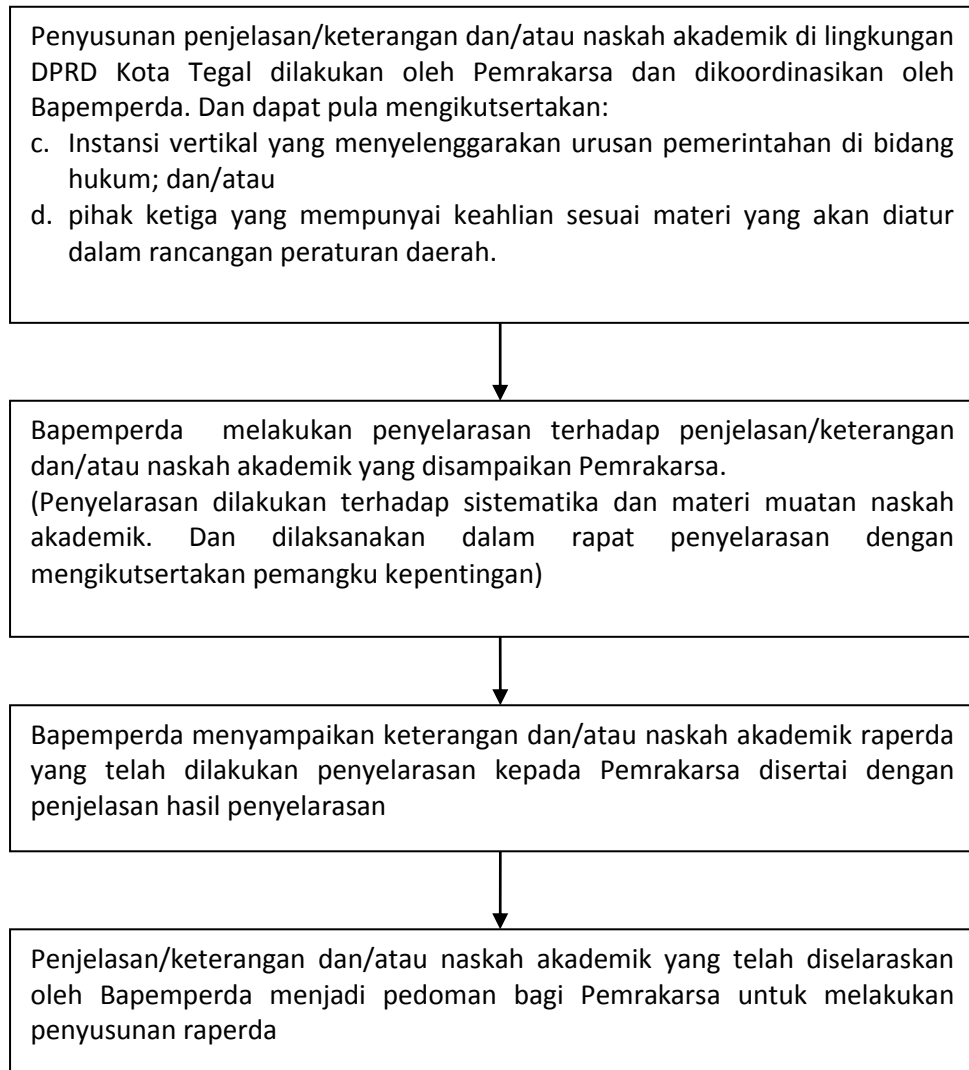 Penyusunan penjelasan/keterangan dan/atau naskah akademik di lingkungan
DPRD Kota Tegal dilakukan oleh Pemrakarsa dan dikoordinasikan oleh
Bapemperda. Dan dapat pula mengikutsertakan:
c. Instansi vertikal yang menyelenggarakan urusan pemerintahan di bidang
hukum; dan/atau
d. pihak ketiga yang mempunyai keahlian sesuai materi yang akan diatur
dalam rancangan peraturan daerah.
Bapemperda melakukan penyelarasan terhadap penjelasan/keterangan
dan/atau naskah akademik yang disampaikan Pemrakarsa.
(Penyelarasan dilakukan terhadap sistematika dan materi muatan naskah
akademik. Dan dilaksanakan dalam rapat penyelarasan dengan
mengikutsertakan pemangku kepentingan)
Bapemperda menyampaikan keterangan dan/atau naskah akademik raperda
yang telah dilakukan penyelarasan kepada Pemrakarsa disertai dengan
penjelasan hasil penyelarasan
Penjelasan/keterangan dan/atau naskah akademik yang telah diselaraskan
oleh Bapemperda menjadi pedoman bagi Pemrakarsa untuk melakukan
penyusunan raperda